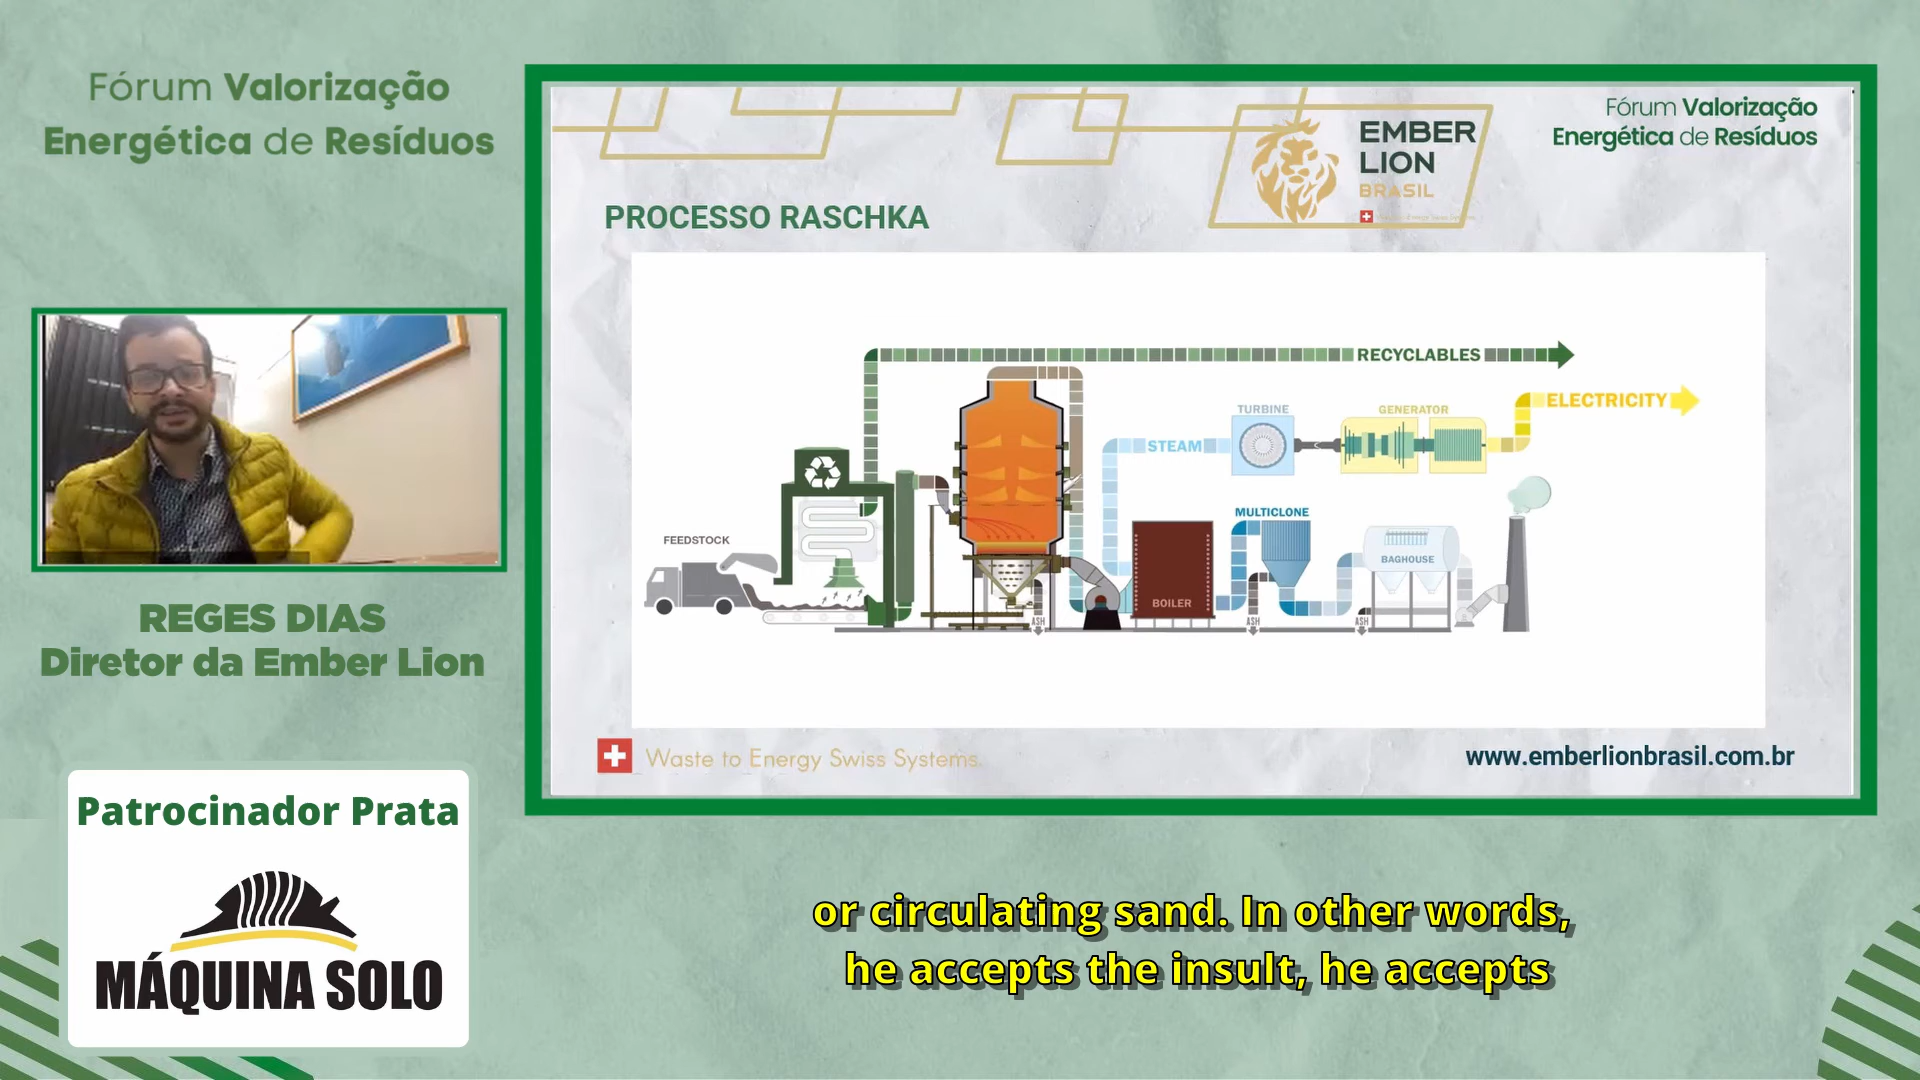 Fórum Valorização
Energética de Resíduos
REGES DIAS
Diretor da Ember Lion
Patrocinador Prata
MÁQUINA SOLO
EMBER
LION
BRASIL
Fórum Valorização
Energética de Resíduos
PROCESSO RASCHKA
RECYCLABLES
ELECTRICITY
TURBINE
GENERATOR
STEAM
MULTICLONE
FEEDSTOCK
BAGHOUSE
BOILER
ASH
ASH
ASH
Waste to Energy Swiss Systems.
www.emberlionbrasil.com.br
or circulating sand. In other words,
he accepts the insult, he accepts